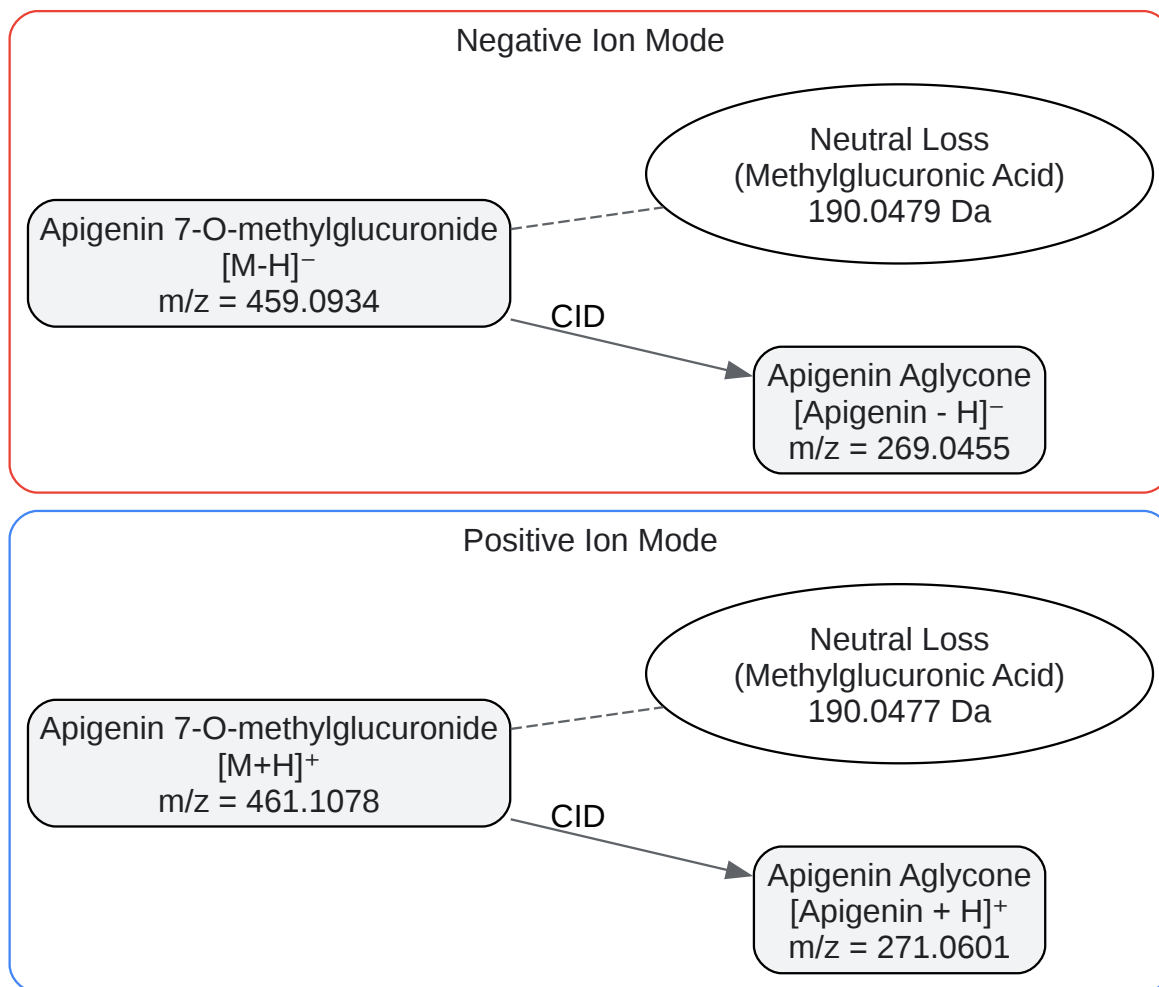 Negative Ion Mode
Neutral Loss
(Methylglucuronic Acid)
190.0479 Da
Apigenin 7-O-methylglucuronide
[M-H]⁻
m/z = 459.0934
CID
Apigenin Aglycone
[Apigenin - H]⁻
m/z = 269.0455
Positive Ion Mode
Neutral Loss
(Methylglucuronic Acid)
190.0477 Da
Apigenin 7-O-methylglucuronide
[M+H]⁺
m/z = 461.1078
CID
Apigenin Aglycone
[Apigenin + H]⁺
m/z = 271.0601